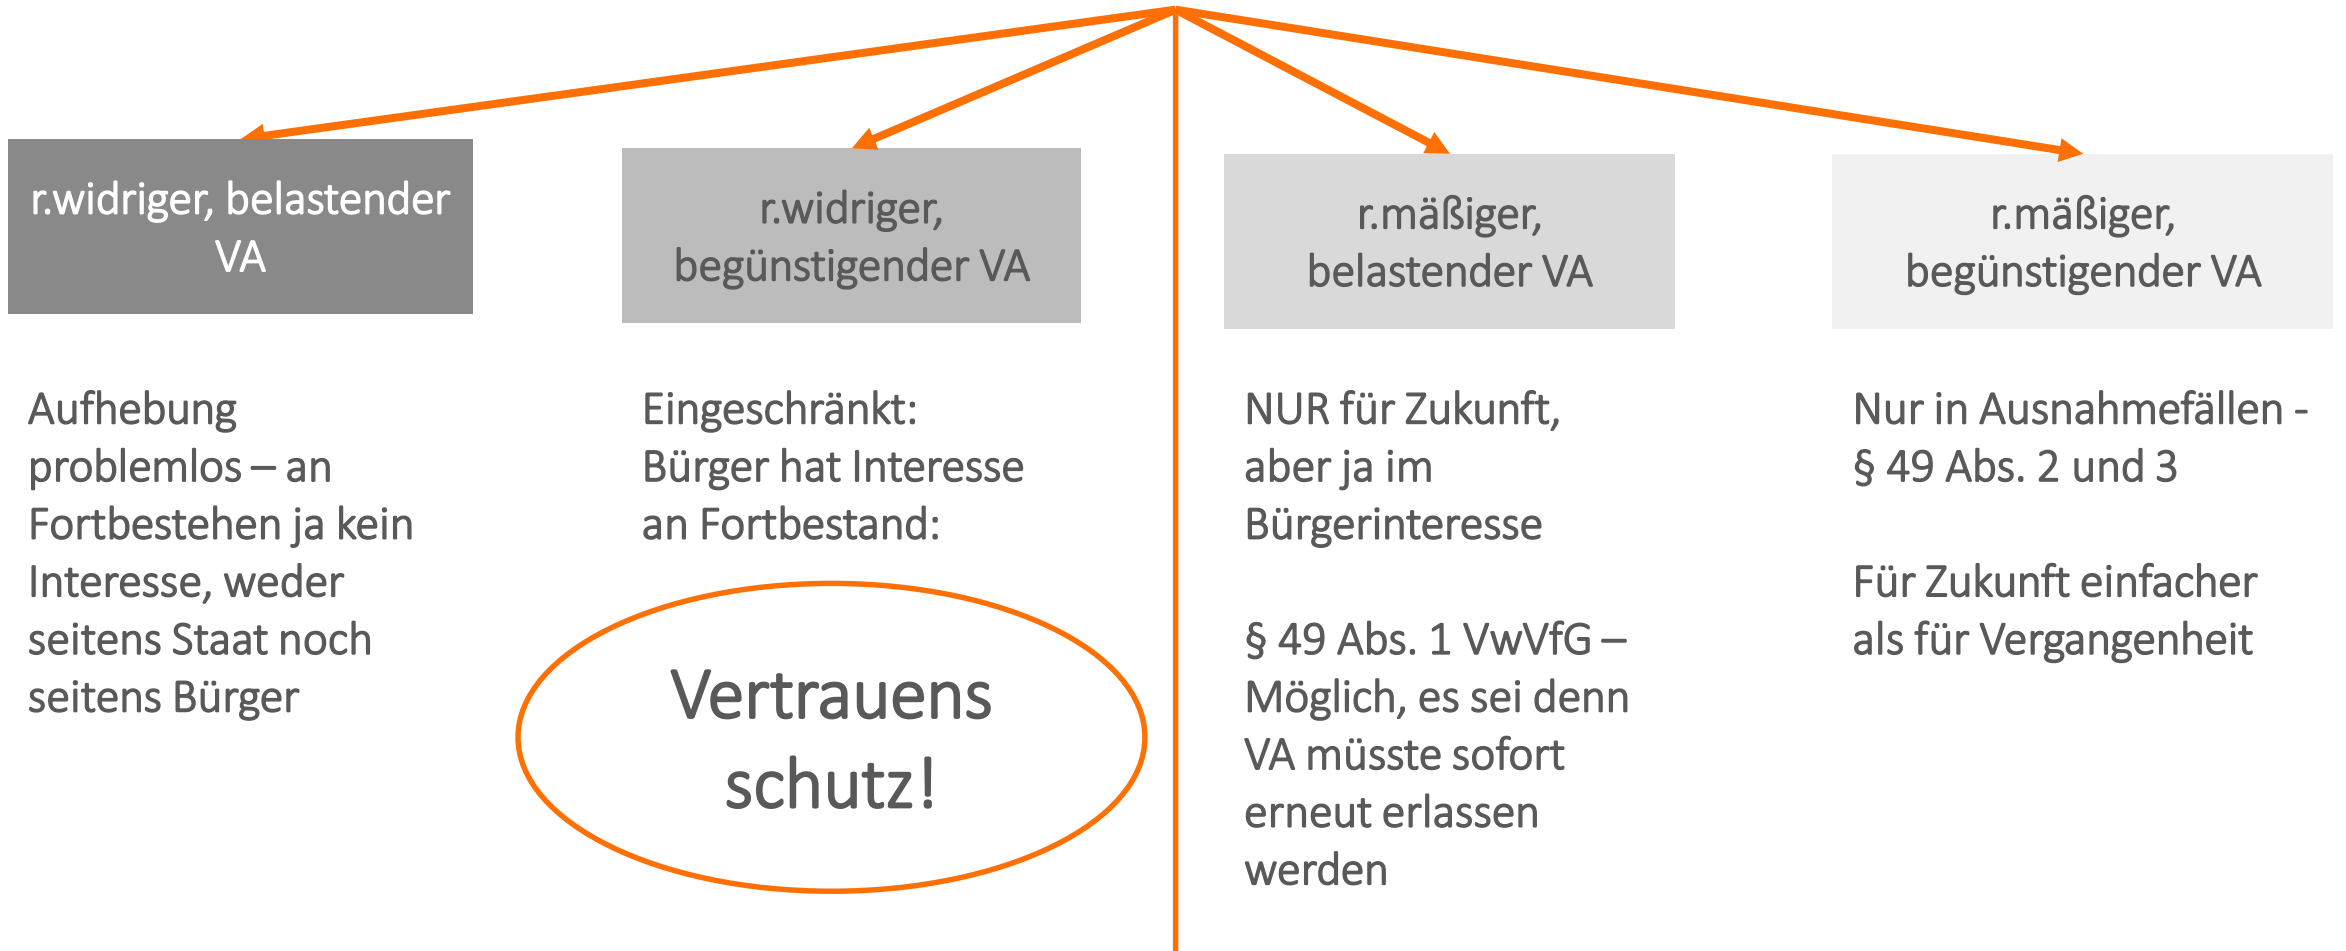 r.widriger, belastender
VA
Aufhebung
problemlos – an
Fortbestehen ja kein
Interesse, weder
seitens Staat noch
seitens Bürger
r.widriger,
begünstigender VA
Eingeschränkt:
Bürger hat Interesse
an Fortbestand:
Vertrauens
schutz!
r.mäßiger,
belastender VA
NUR für Zukunft,
aber ja im
Bürgerinteresse
§ 49 Abs. 1 VwVfG –
Möglich, es sei denn
VA müsste sofort
erneut erlassen
werden
r.mäßiger,
begünstigender VA
Nur in Ausnahmefällen -
§ 49 Abs. 2 und 3
Für Zukunft einfacher
als für Vergangenheit